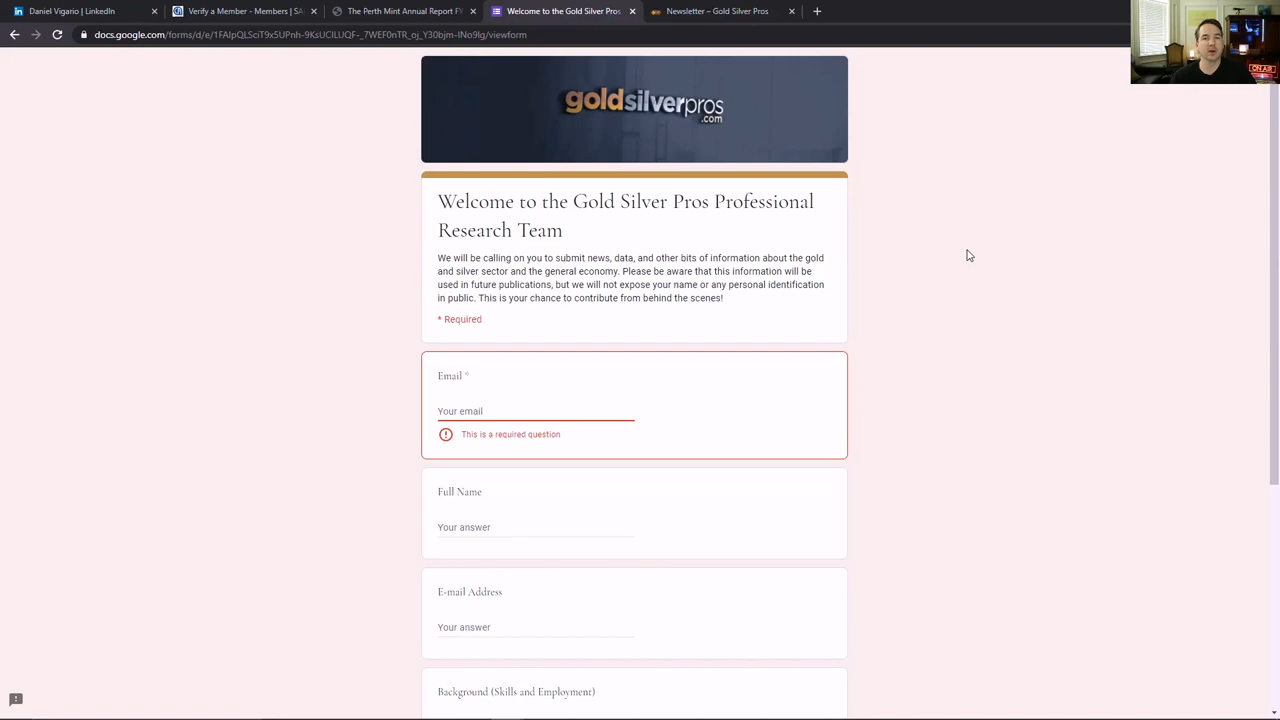 Daniel Vigario | LinkedIn
Verify a Member - Members | SA
The Perth Mint Annual Report F
Welcome to the Gold Silver Pros
Newsletter – Gold Silver Pros
docs.google.com/forms/d/e/1FAIpQLSciT9x5UPnh-9KsUCILUQF-_7WEF0nTR_oj_Y30bjm-INo9lg/viewform
ON AIR
goldsilverpros
.com
Welcome to the Gold Silver Pros Professional
Research Team
We will be calling on you to submit news, data, and other bits of information about the gold
and silver sector and the general economy. Please be aware that this information will be
used in future publications, but we will not expose your name or any personal identification
in public. This is your chance to contribute from behind the scenes!
* Required
Email *
Your email
This is a required question
Full Name
Your answer
E-mail Address
Your answer
Background (Skills and Employment)